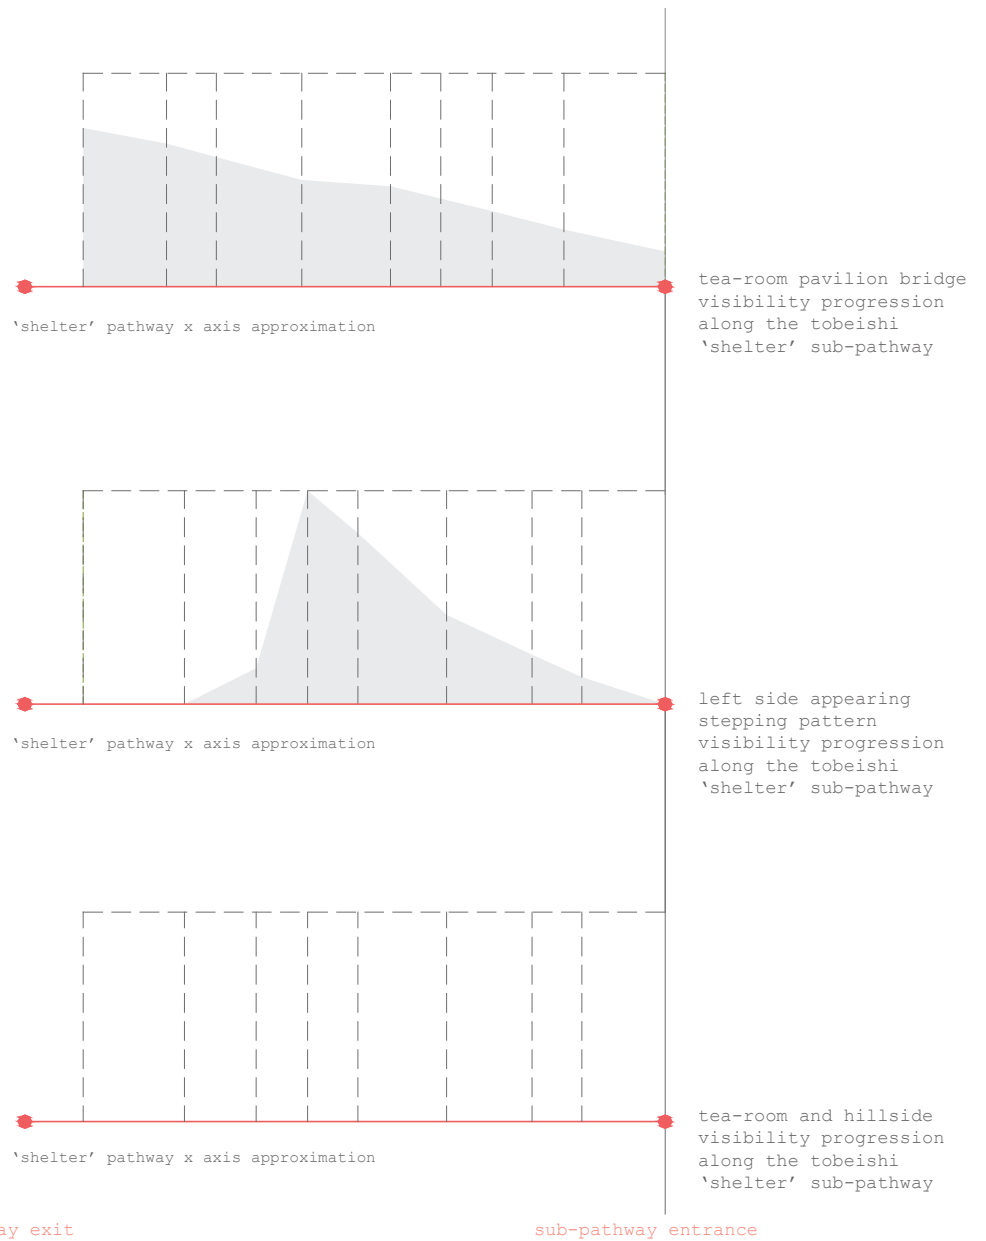 tea-room pavilion bridge
visibility progression
along the tobeishi
‘shelter’ sub-pathway
‘shelter’ pathway x axis approximation
left side appearing
stepping pattern
visibility progression
along the tobeishi
‘shelter’ sub-pathway
‘shelter’ pathway x axis approximation
tea-room and hillside
visibility progression
along the tobeishi
‘shelter’ sub-pathway
‘shelter’ pathway x axis approximation
ay exit
sub-pathway entrance